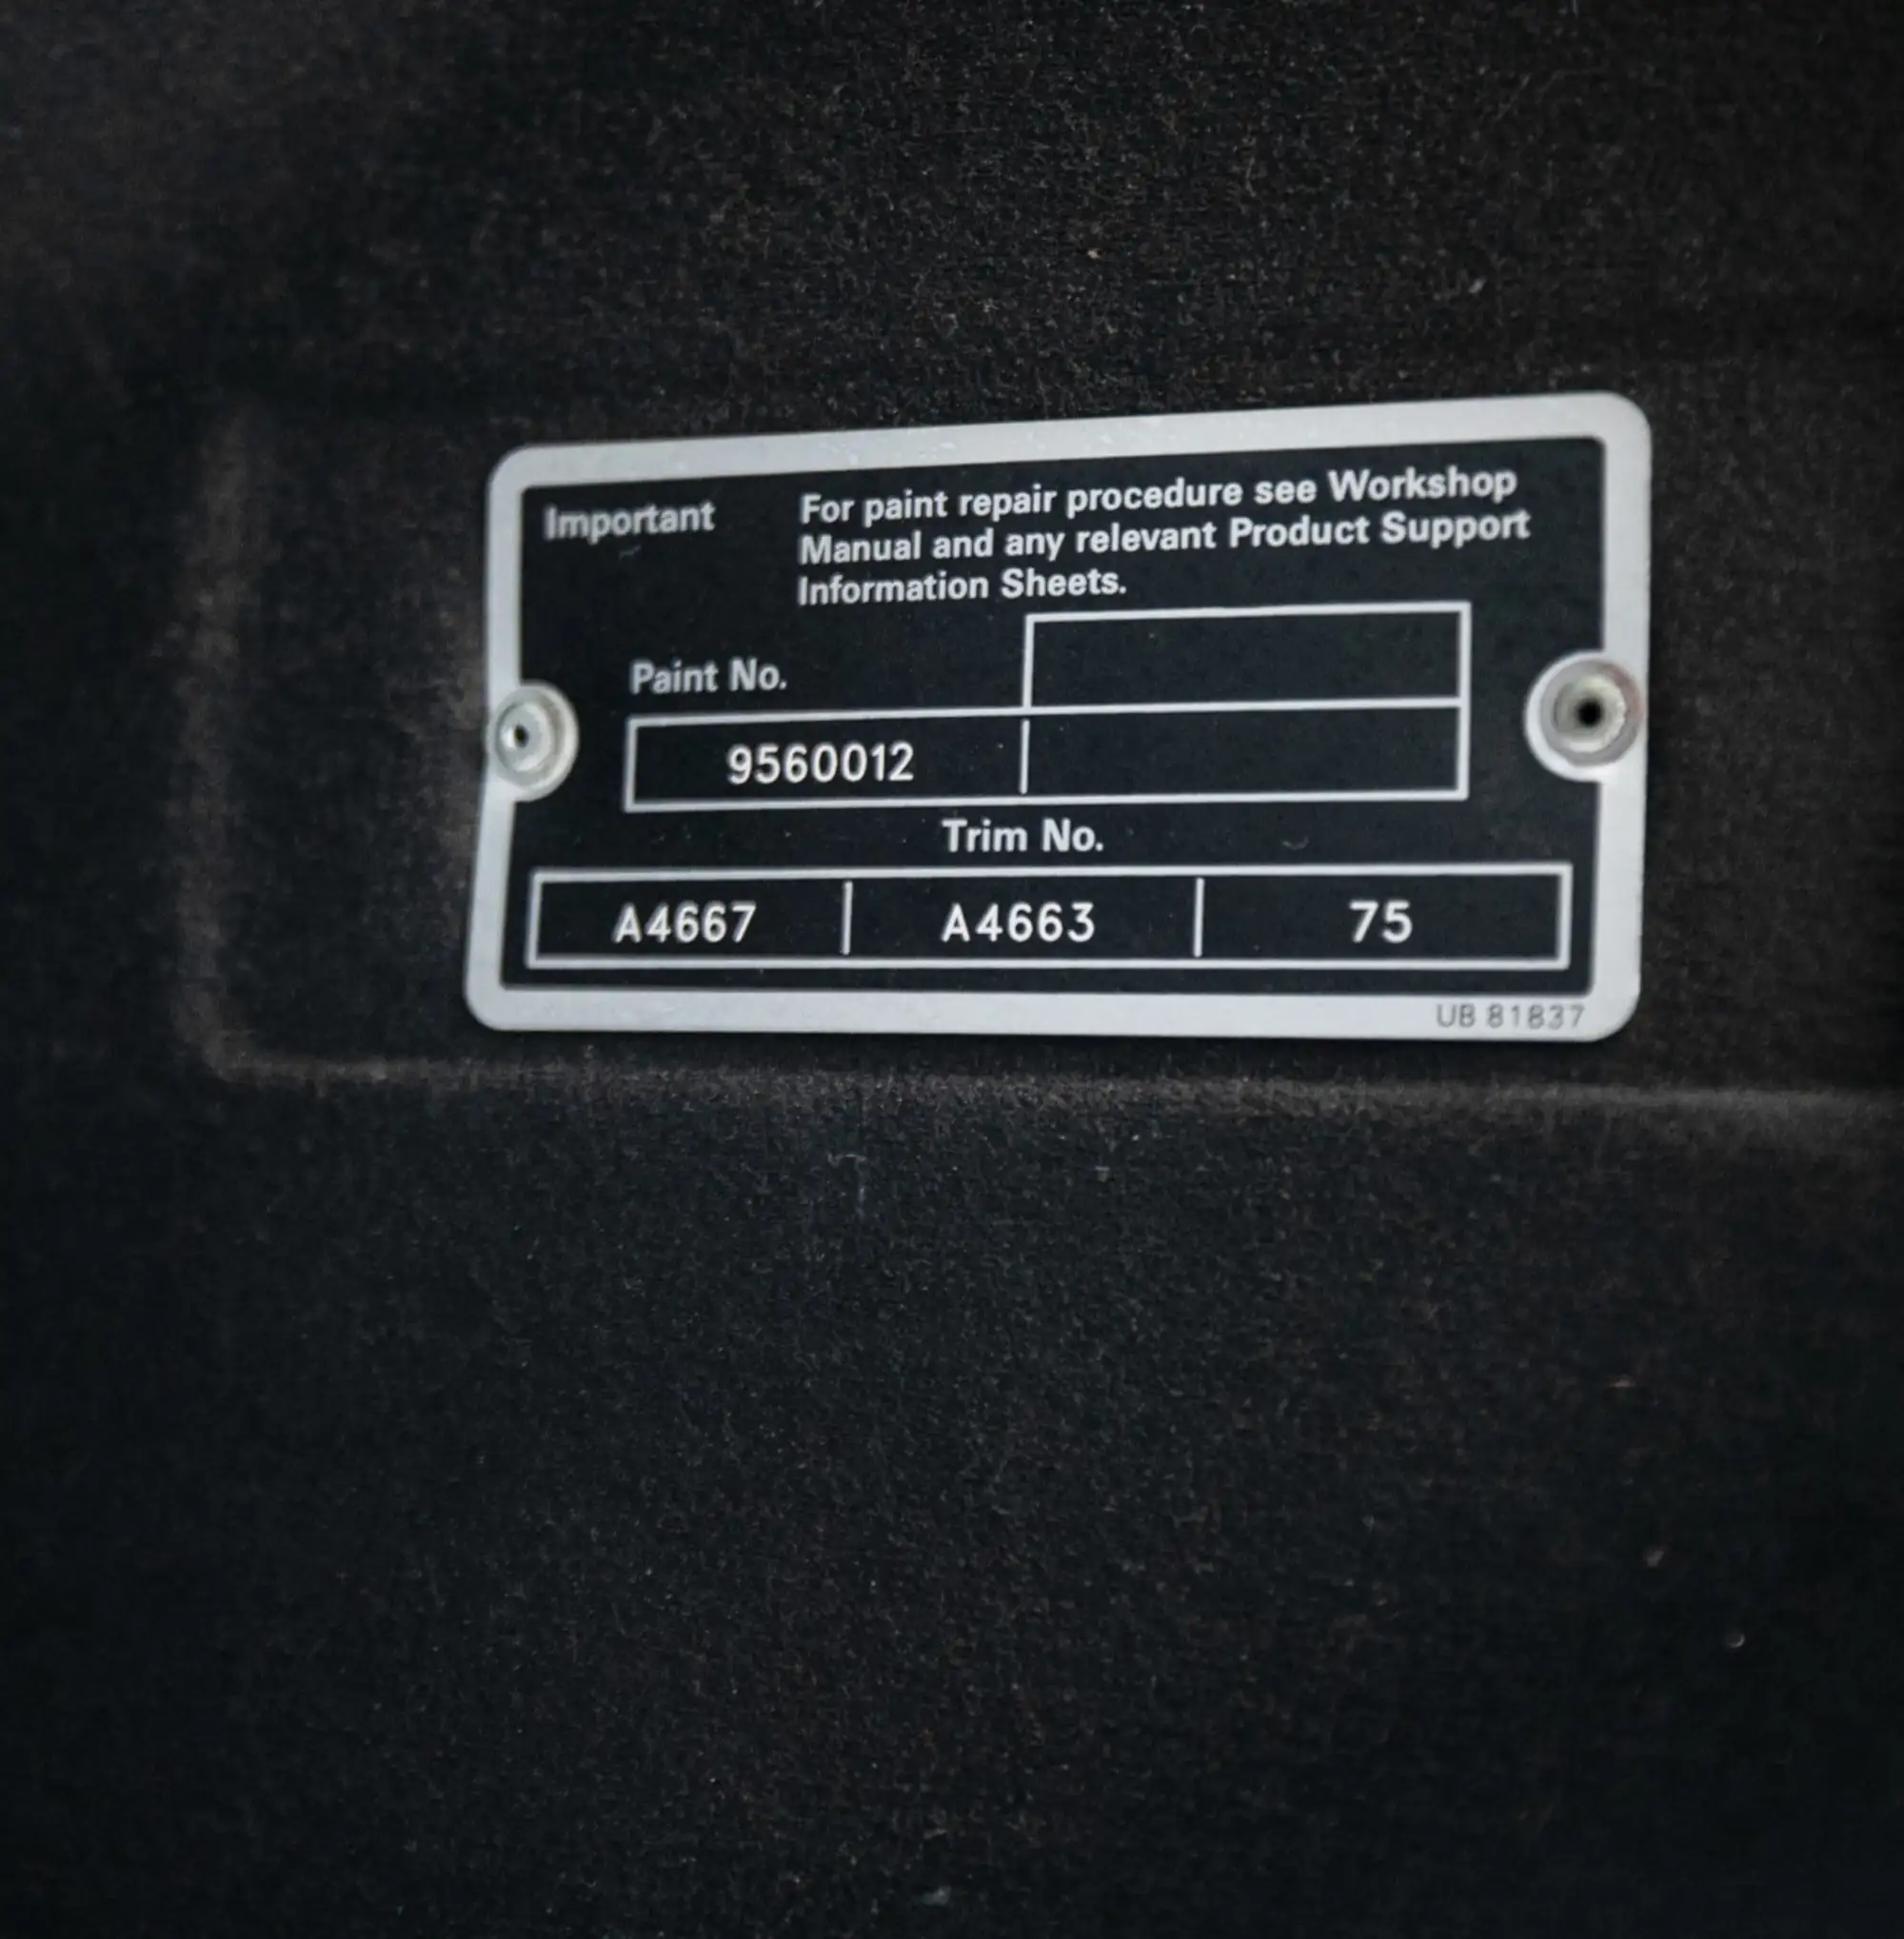 Important
For paint repair procedure see Workshop
Manual and any relevant Product Support
Information Sheets.
Paint No.
9560012
Trim No.
A4667 A4663 75
UB 81837